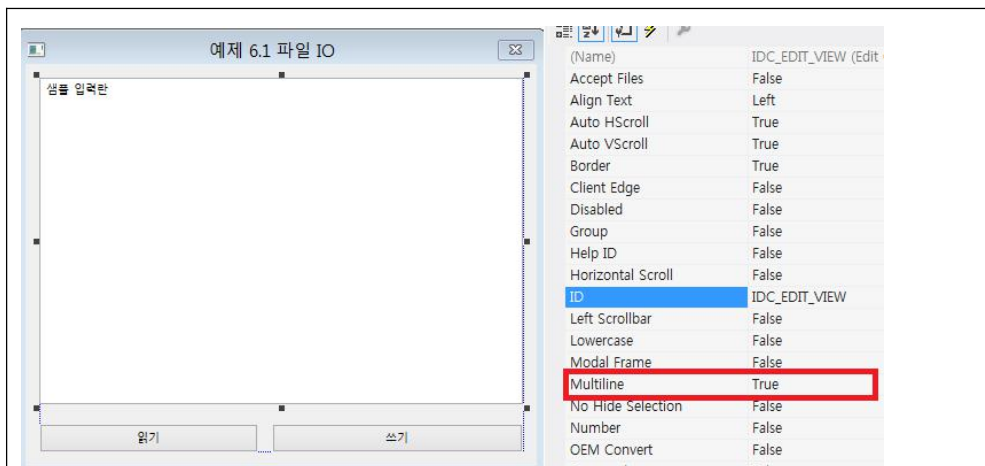 예제 6.1 파일 IO
샘플 입력란
읽기
쓰기
(Name) IDC_EDIT_VIEW (Edit
Accept Files False
Align Text Left
Auto HScroll True
Auto VScroll True
Border True
Client Edge False
Disabled False
Group False
Help ID False
Horizontal Scroll False
ID IDC_EDIT_VIEW
Left Scrollbar False
Lowercase False
Modal Frame False
Multiline True
No Hide Selection False
Number False
OEM Convert False